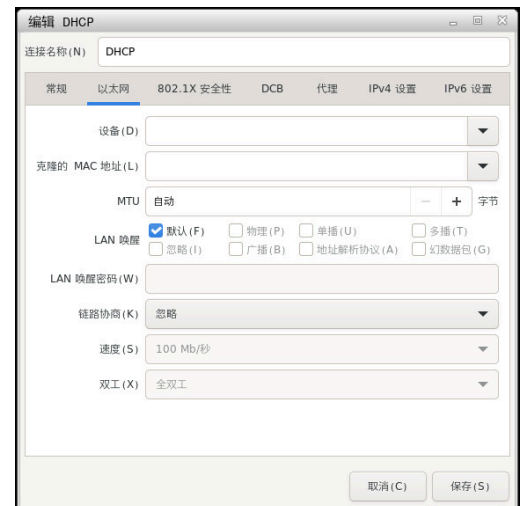 编辑 DHCP
连接名称(N) DHCP
常规 以太网 802.1X 安全性 DCB 代理 IPv4 设置 IPv6 设置
设备(D)
克隆的 MAC 地址(L)
MTU 自动 − + 字节
LAN 唤醒 默认(F) 物理(P) 单播(U) 多播(T)
忽略(I) 广播(B) 地址解析协议(A) 幻数据包(G)
LAN 唤醒密码(W)
链路协商(K) 忽略
速度(S) 100 Mb/秒
双工(X) 全双工
取消(C) 保存(S)